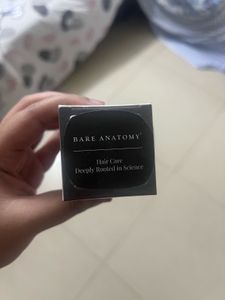 BARE ANATOMY®
Hair Care
Deeply Rooted in Science